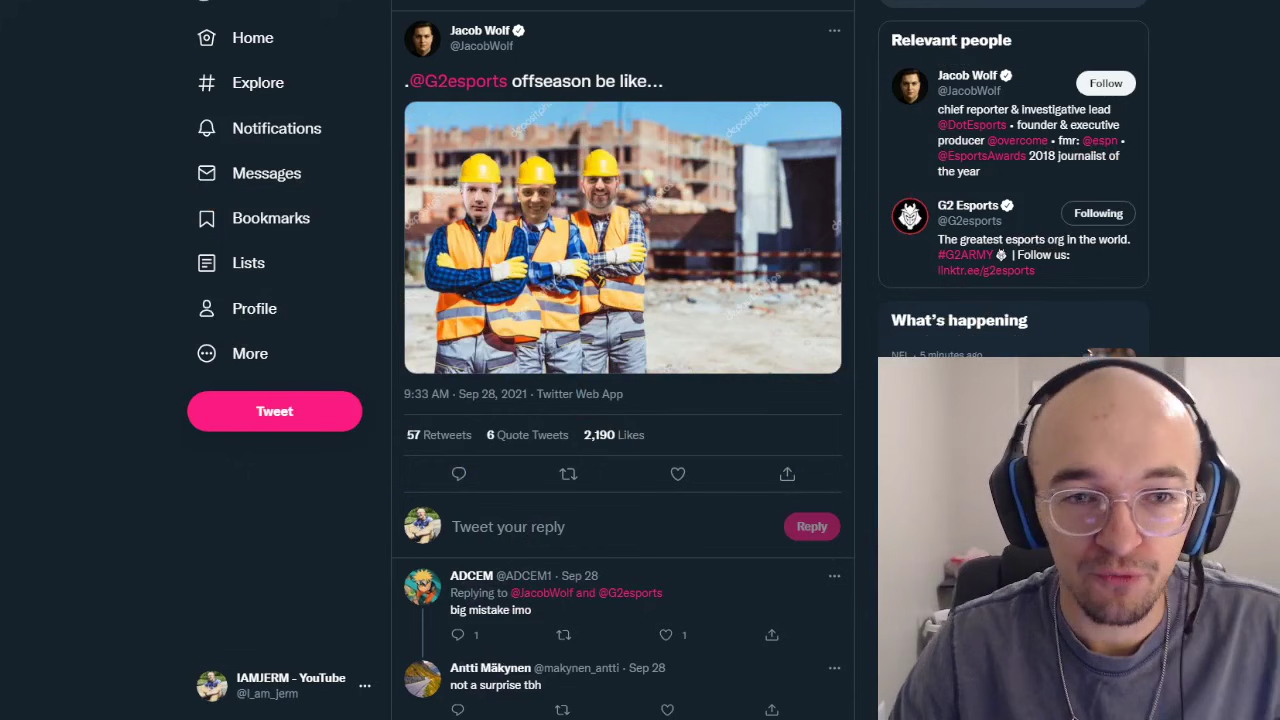 Home
Explore
Notifications
Messages
Bookmarks
Lists
Profile
More
Tweet
IAMJERM - YouTube
@I_am_jerm
Jacob Wolf
@JacobWolf
.@G2esports offseason be like...
9:33 AM · Sep 28, 2021 · Twitter Web App
57 Retweets 6 Quote Tweets 2,190 Likes
Tweet your reply
Reply
ADCEM @ADCEM1 · Sep 28
Replying to @JacobWolf and @G2esports
big mistake imo
1 1
Antti Mäkynen @makynen_antti · Sep 28
not a surprise tbh
Relevant people
Jacob Wolf
@JacobWolf
Follow
chief reporter & investigative lead
@DotEsports • founder & executive
producer @overcome • fmr: @espn •
@EsportsAwards 2018 journalist of
the year
G2 Esports
@G2esports
Following
The greatest esports org in the world.
#G2ARMY | Follow us:
linktr.ee/g2esports
What's happening
NFL · 5 minutes ago